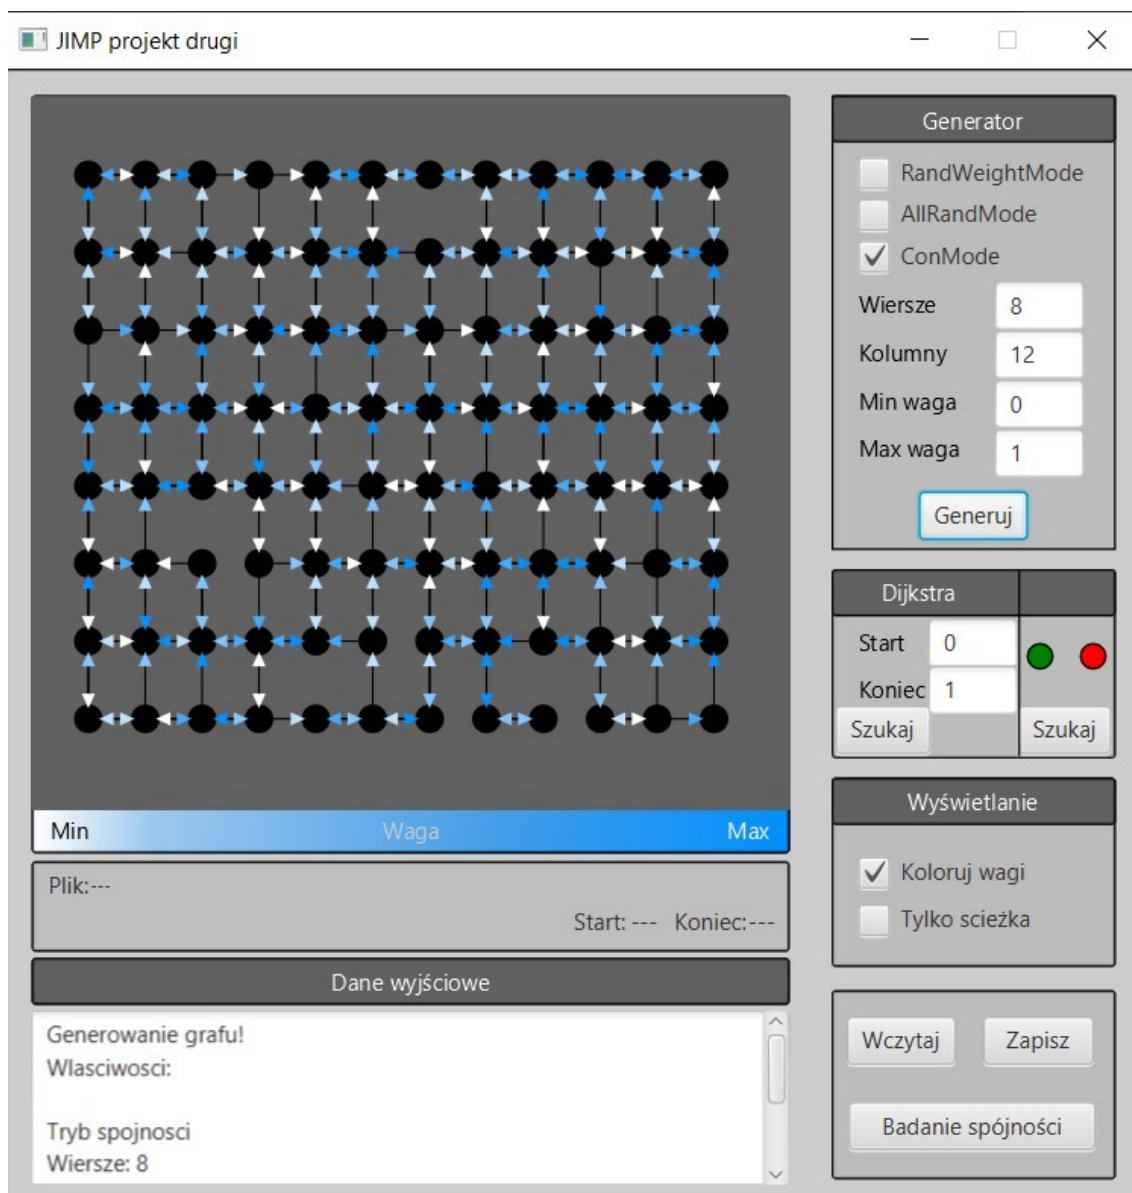 JIMP projekt drugi
Generator
RandWeightMode
AllRandMode
ConMode
Wiersze 8
Kolumny 12
Min waga 0
Max waga 1
Generuj
Dijkstra
Start 0
Koniec 1
Szukaj Szukaj
Wyświetlanie
Koloruj wagi
Tylko scieżka
Wczytaj Zapisz
Badanie spójności
Min Waga Max
Plik:---
Start: --- Koniec:---
Dane wyjściowe
Generowanie grafu!
Wlasciwosci:
Tryb spojnosci
Wiersze: 8